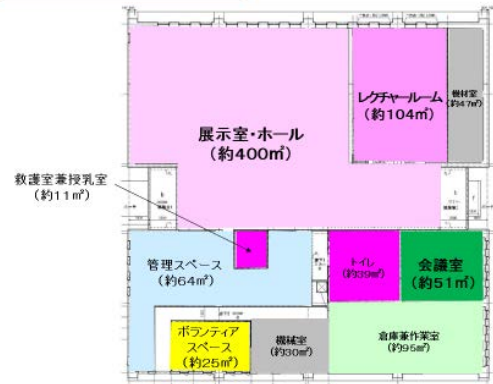 レクチャールーム
(約104㎡)
機材室
(約47㎡)
展示室・ホール
(約400㎡)
救護室兼授乳室
(約11㎡)
管理スペース
(約64㎡)
トイレ
(約39㎡)
会議室
(約51㎡)
ボランティア
スペース
(約25㎡)
機械室
(約30㎡)
倉庫兼作業室
(約95㎡)